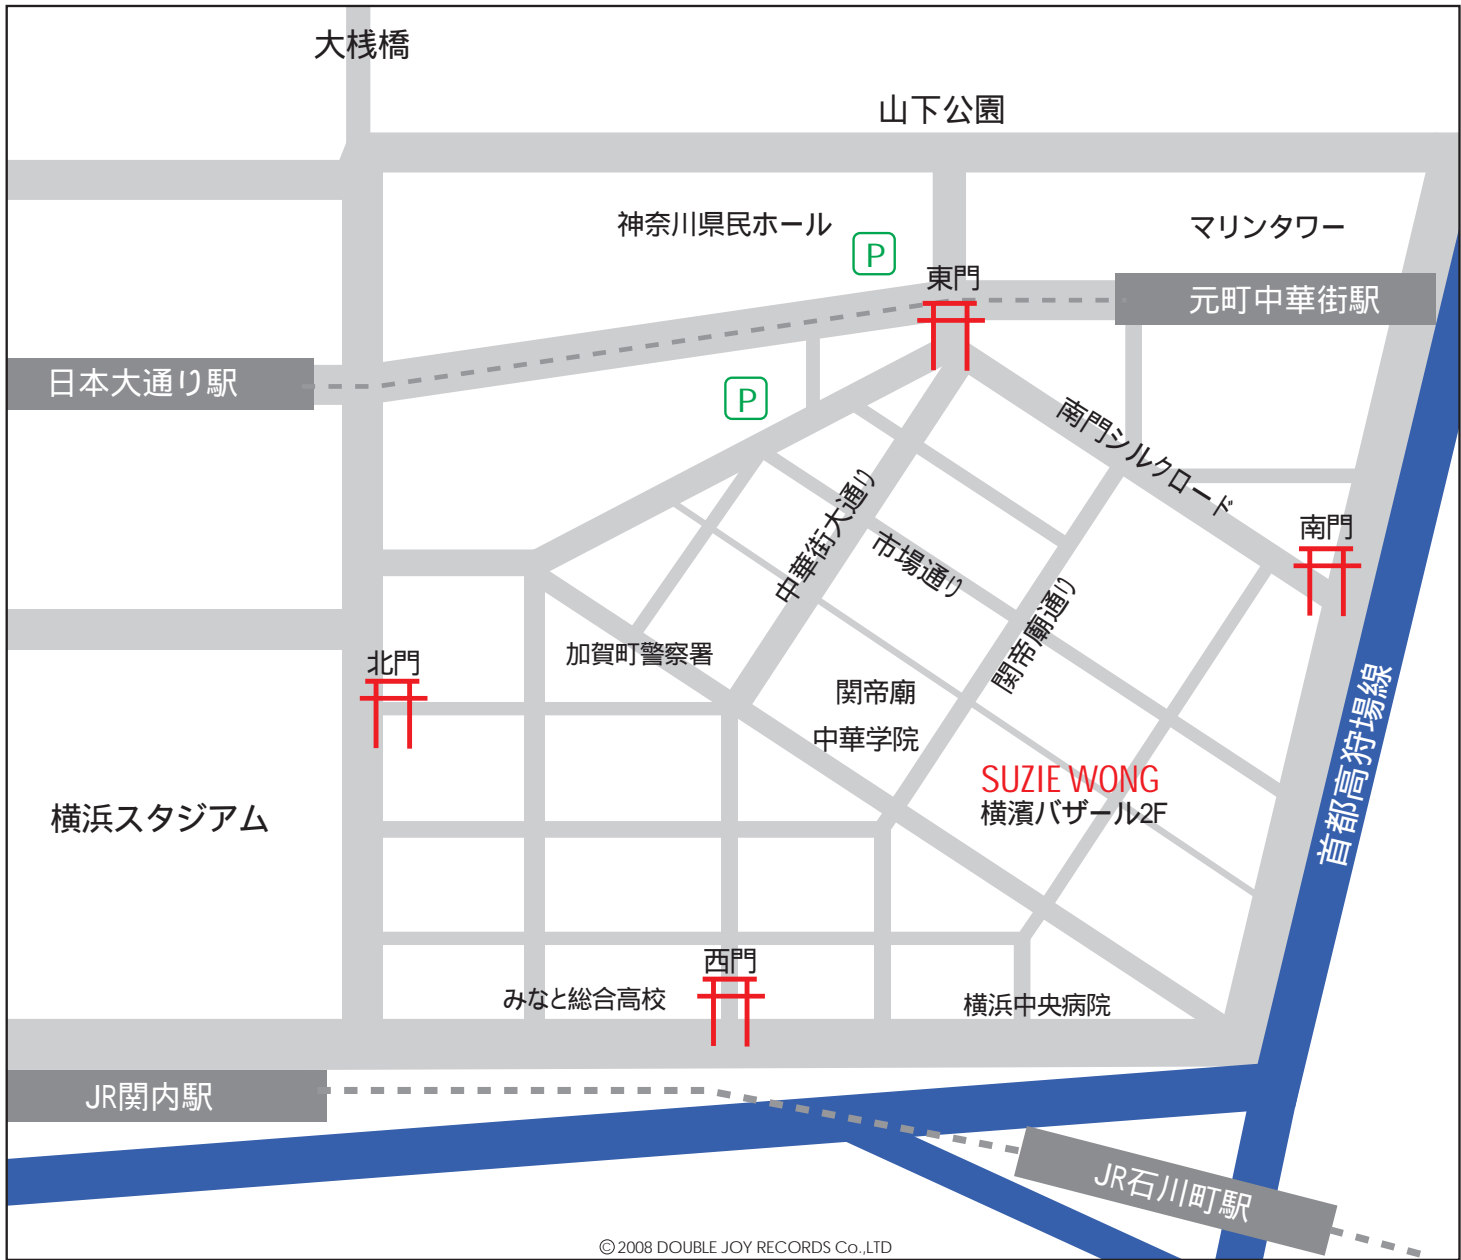 大桟橋
山下公園
神奈川県民ホール
マリンタワー
P
東門
元町中華街駅
日本大通り駅
P
南門シルクロード
中華街大通り
市場通り
南門
関帝廟通り
加賀町警察署
北門
関帝廟
中華学院
首都高狩場線
SUZIE WONG
横濱バザール2F
横浜スタジアム
西門
みなと総合高校
横浜中央病院
JR関内駅
JR石川町駅
© 2008 DOUBLE JOY RECORDS Co.,LTD